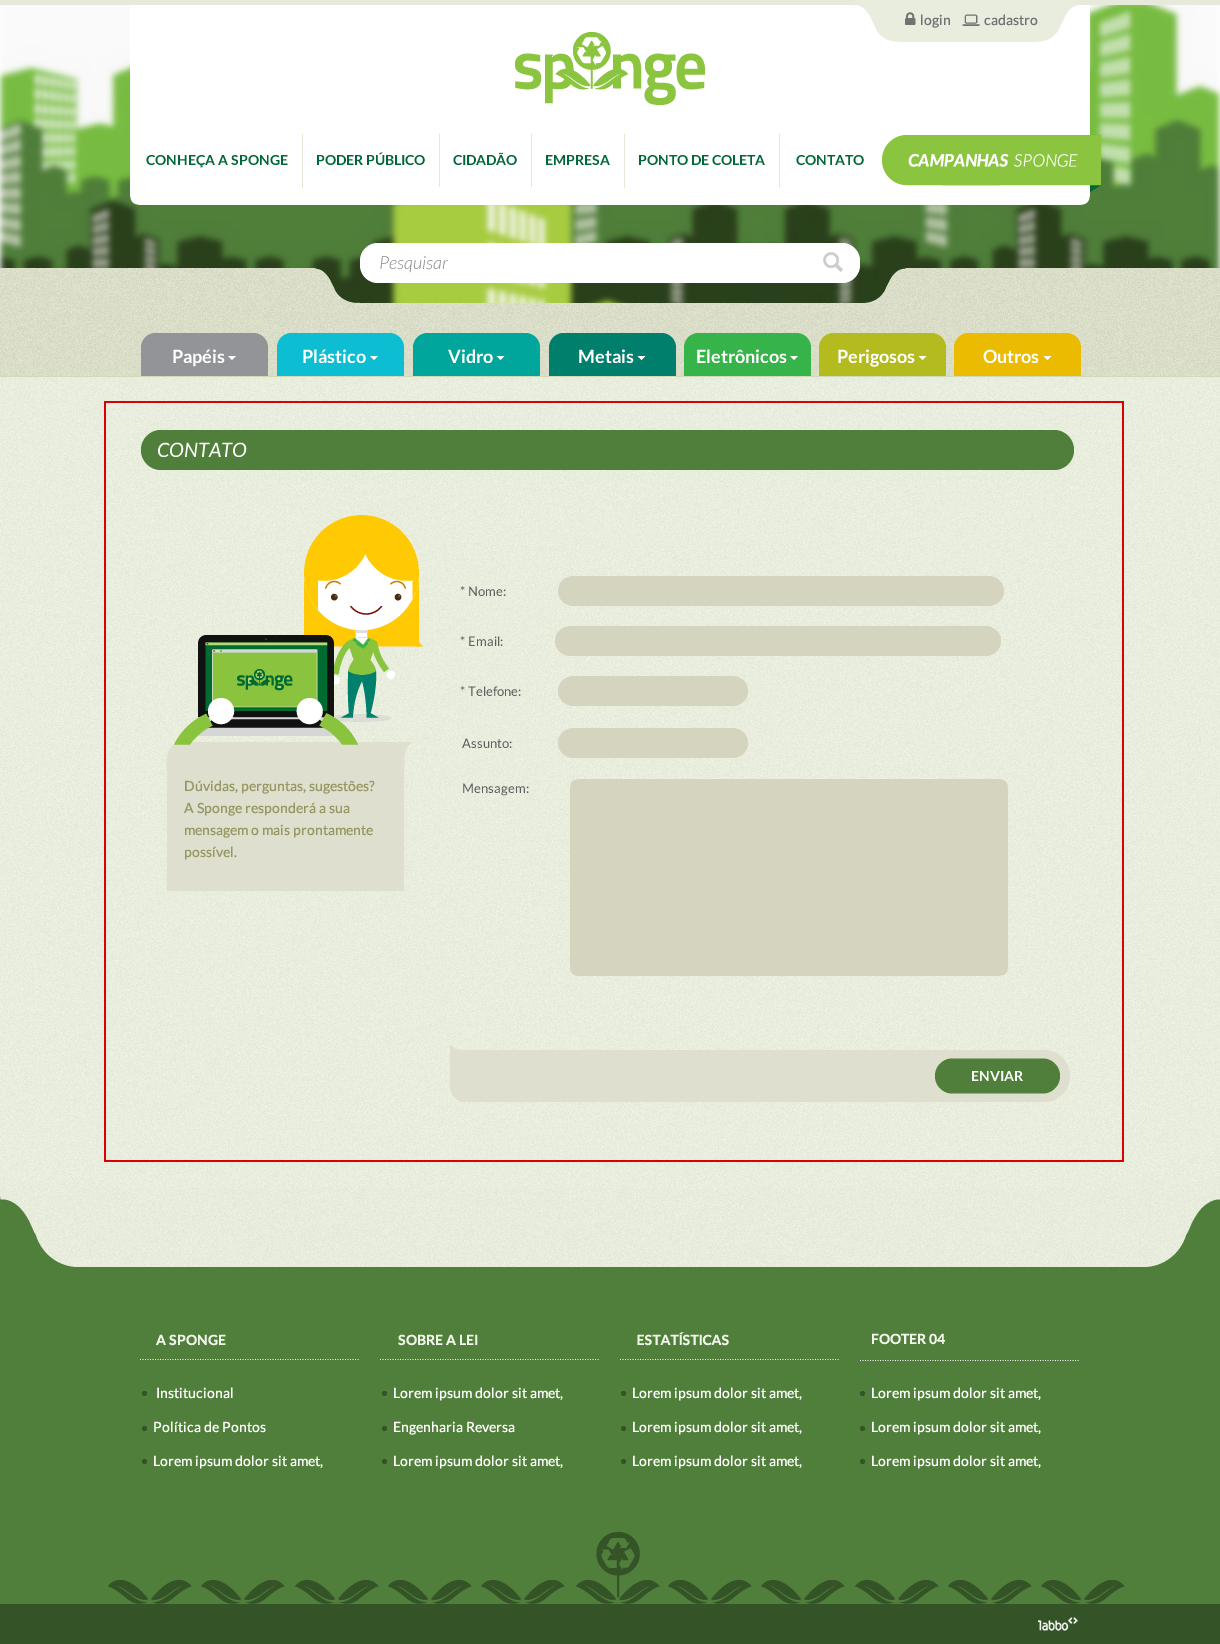 login cadastro
sponge
CONHEÇA A SPONGE PODER PÚBLICO CIDADÃO EMPRESA PONTO DE COLETA CONTATO CAMPANHAS SPONGE
Pesquisar
Papéis Plástico Vidro Metais Eletrônicos Perigosos Outros
CONTATO
* Nome:
* Email:
sponge
* Telefone:
Assunto:
Mensagem:
Dúvidas, perguntas, sugestões?
A Sponge responderá a sua
mensagem o mais prontamente
possível.
ENVIAR
A SPONGE
Institucional
Política de Pontos
Lorem ipsum dolor sit amet,
SOBRE A LEI
Lorem ipsum dolor sit amet,
Engenharia Reversa
Lorem ipsum dolor sit amet,
ESTATÍSTICAS
Lorem ipsum dolor sit amet,
Lorem ipsum dolor sit amet,
Lorem ipsum dolor sit amet,
FOOTER 04
Lorem ipsum dolor sit amet,
Lorem ipsum dolor sit amet,
Lorem ipsum dolor sit amet,
labbo